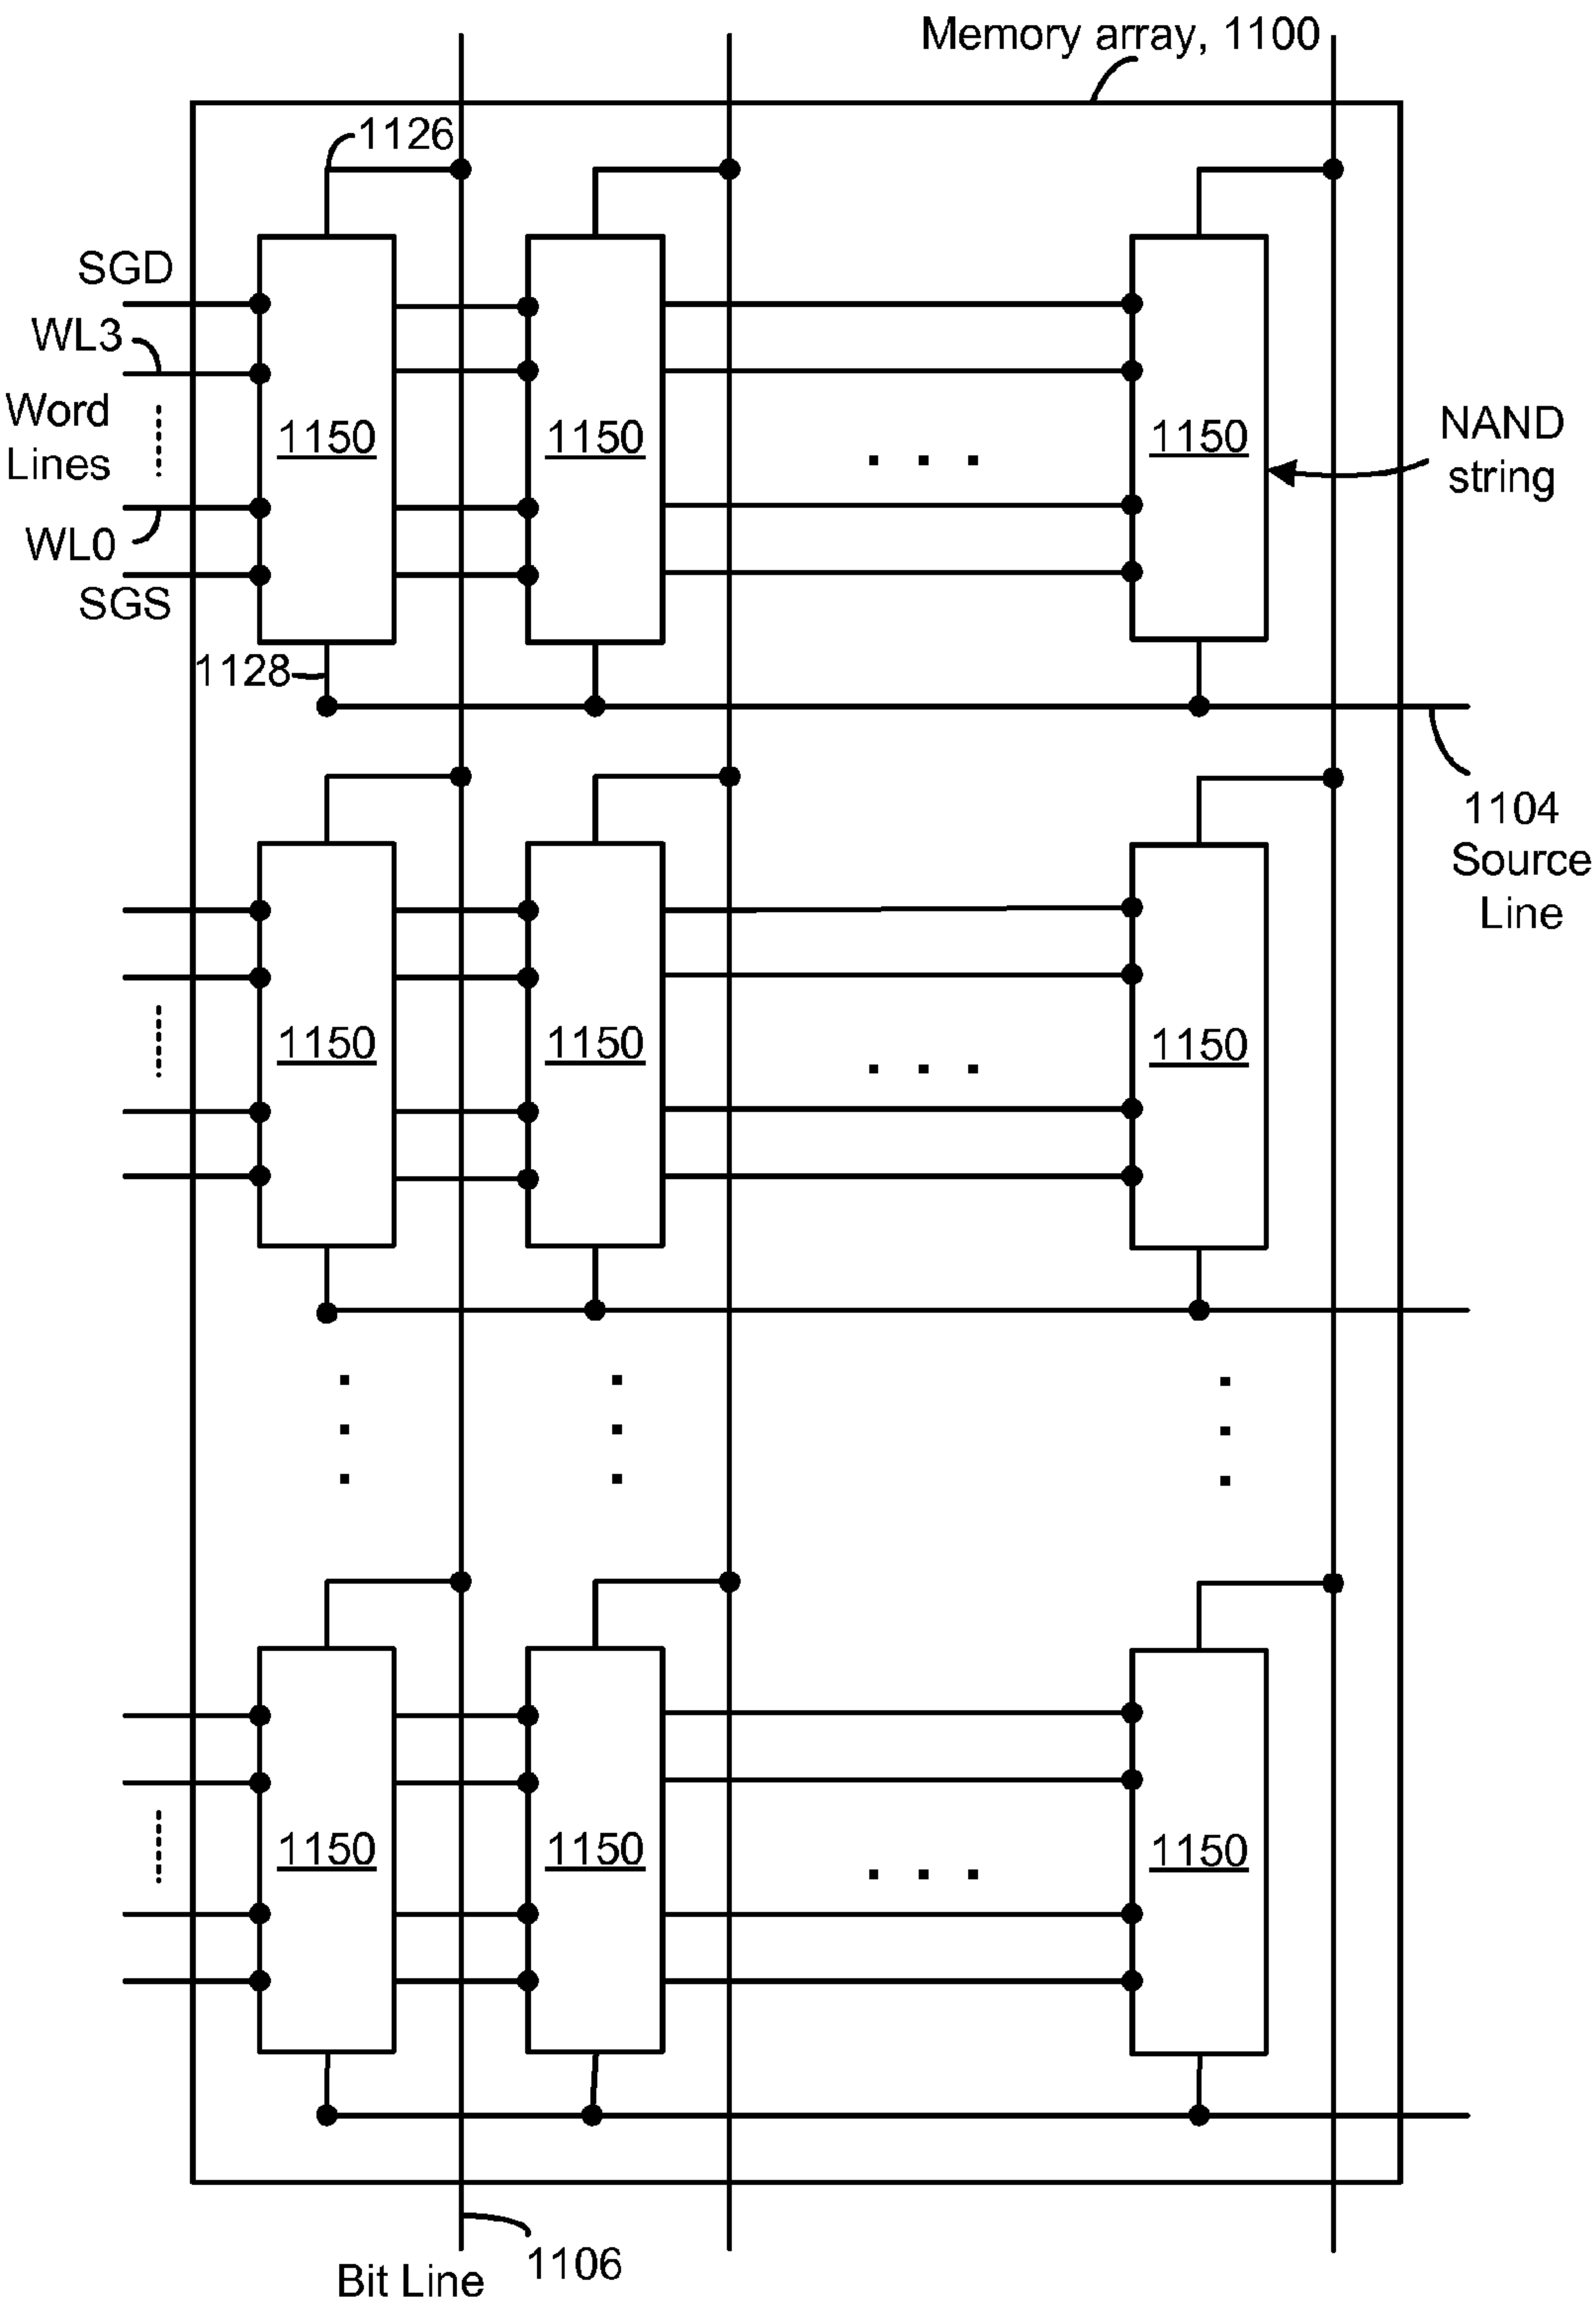 Memory array, 1100
1126
SGD
WL3
Word
Lines
WL0
SGS
1150
1150
1150
NAND
string
1128
1104
Source
Line
1150
1150
1150
1150
1150
1150
Bit Line
1106